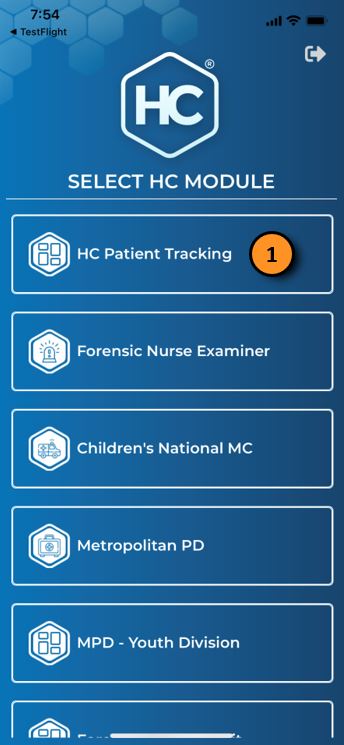 7:54
◀ TestFlight
HC
®
SELECT HC MODULE
HC Patient Tracking
1
Forensic Nurse Examiner
Children's National MC
Metropolitan PD
MPD - Youth Division